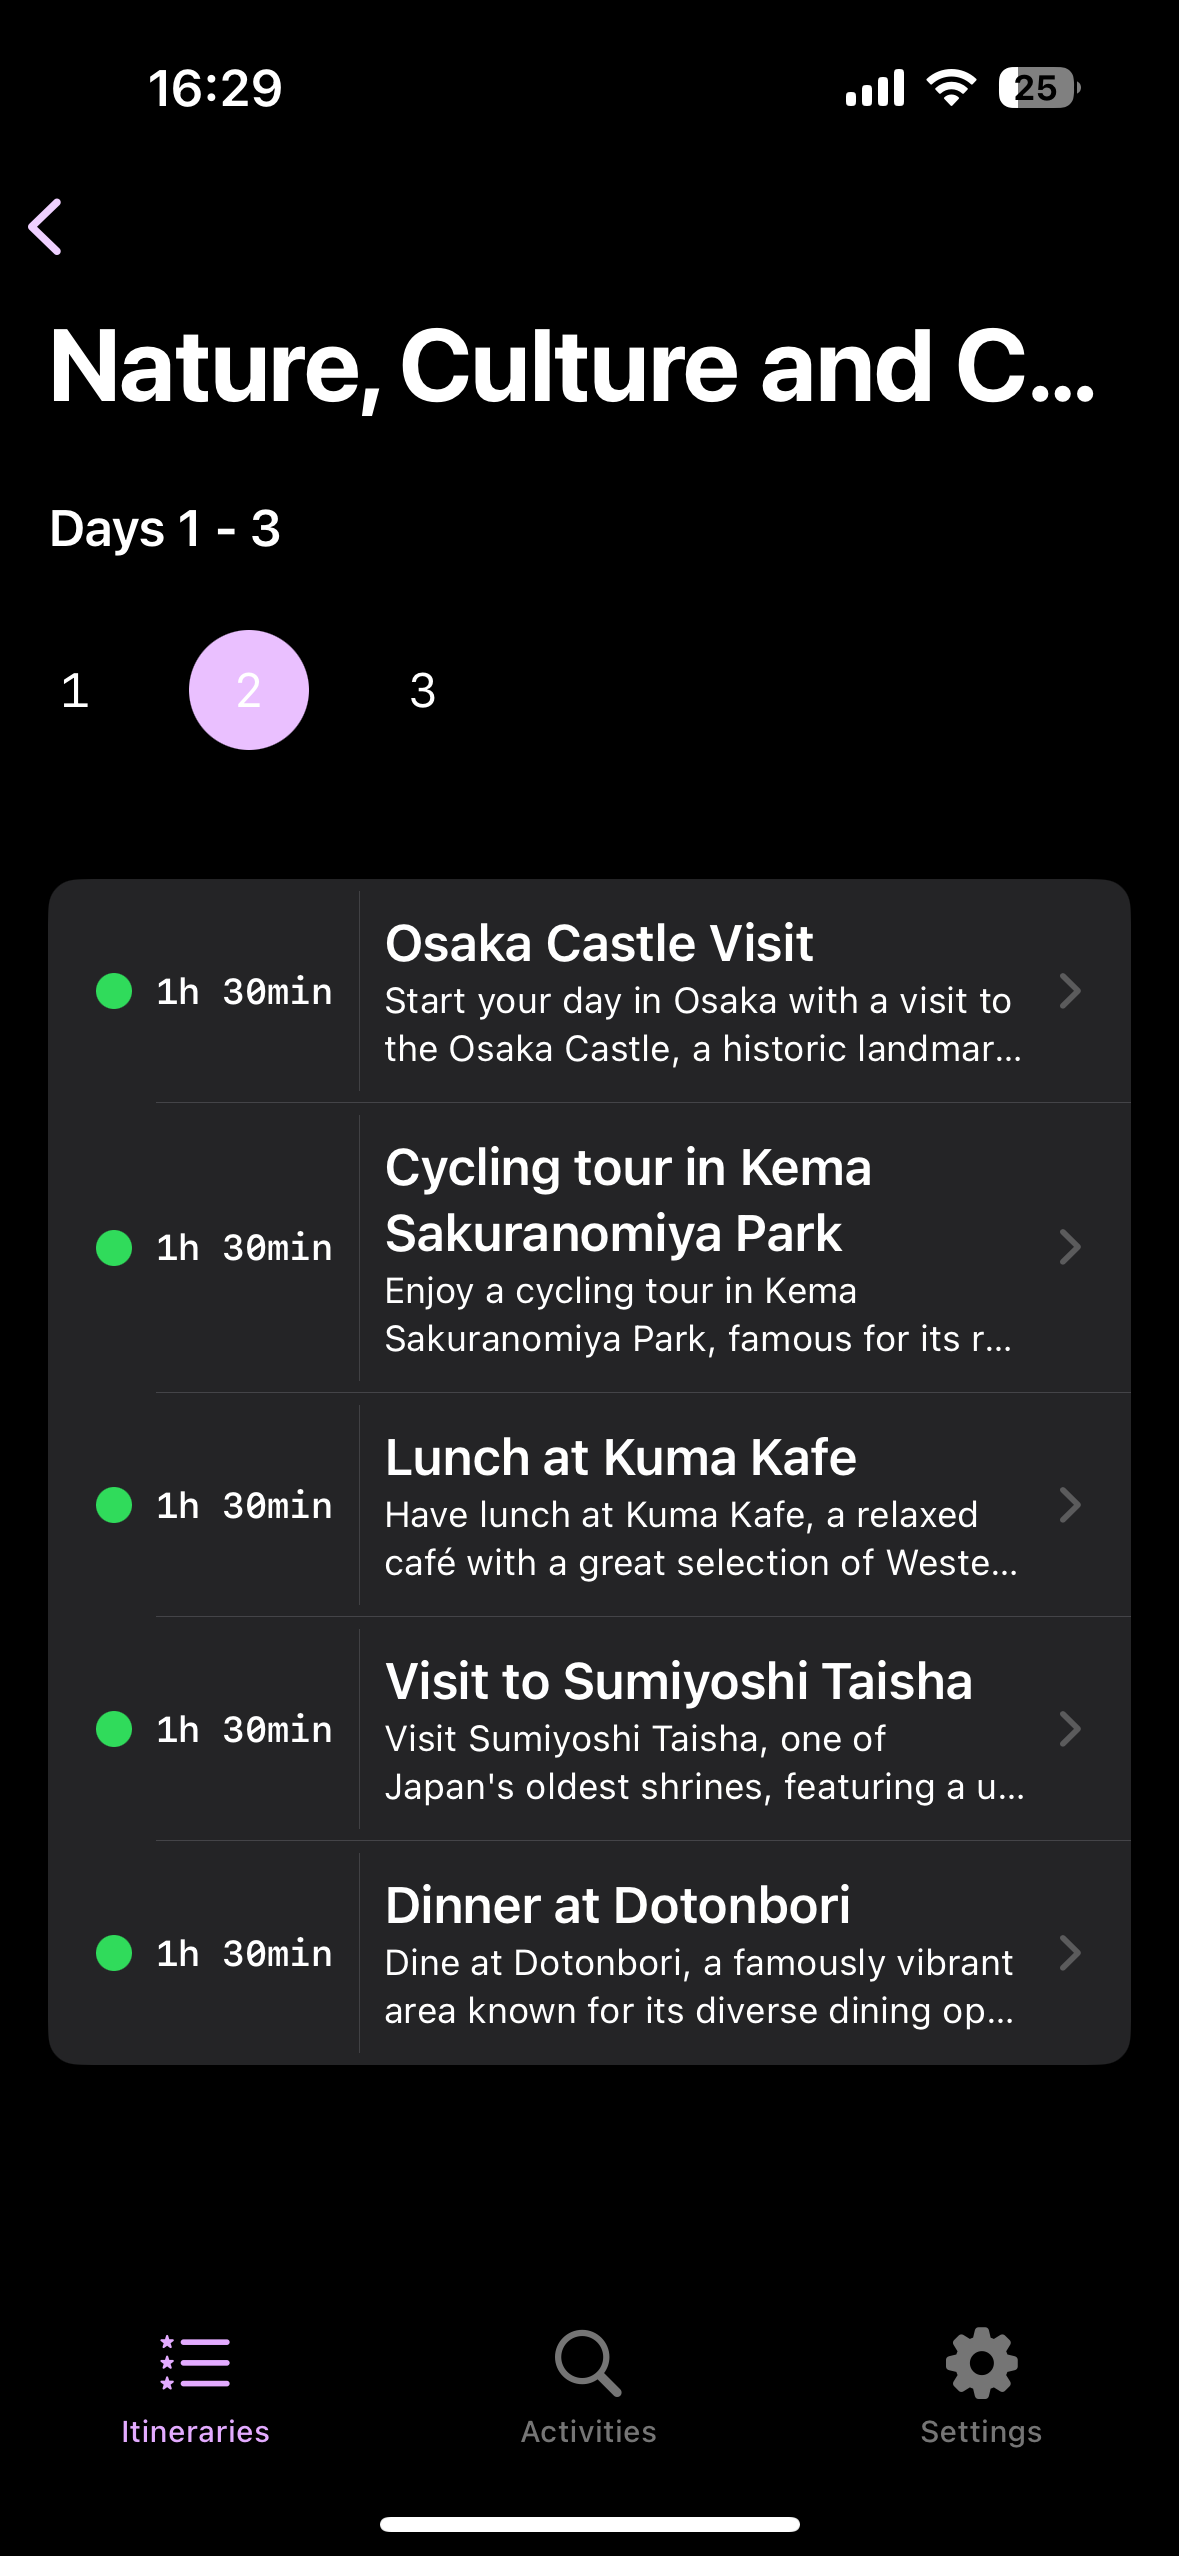 16:29
25
Nature, Culture and C...
Days 1 - 3
1 2 3
Osaka Castle Visit
1h 30min
Start your day in Osaka with a visit to
the Osaka Castle, a historic landmar...
Cycling tour in Kema
Sakuranomiya Park
1h 30min
Enjoy a cycling tour in Kema
Sakuranomiya Park, famous for its r...
Lunch at Kuma Kafe
1h 30min
Have lunch at Kuma Kafe, a relaxed
café with a great selection of Weste...
Visit to Sumiyoshi Taisha
1h 30min
Visit Sumiyoshi Taisha, one of
Japan's oldest shrines, featuring a u...
Dinner at Dotonbori
1h 30min
Dine at Dotonbori, a famously vibrant
area known for its diverse dining op...
Itineraries
Activities
Settings